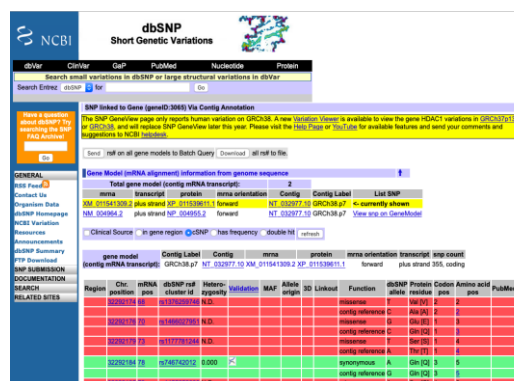 NCBI
dbSNP
Short Genetic Variations
dbVar ClinVar GaP PubMed Nucleotide Protein
Search small variations in dbSNP or large structural variations in dbVar
Search Entrez dbSNP for Go
Have a question about dbSNP? Try searching the SNP FAQ Archive!
Go
GENERAL
RSS Feed
Contact Us
Organism Data
dbSNP Homepage
NCBI Variation Resources
Announcements
dbSNP Summary
FTP Download
SNP SUBMISSION
DOCUMENTATION
SEARCH
RELATED SITES
SNP linked to Gene (geneID:3065) Via Contig Annotation
The SNP GeneView page only reports human variation on GRCh38. A new Variation Viewer is available to view the gene HDAC1 variations in GRCh37p13
or GRCh38, and will replace SNP GeneView later this year. Please visit the Help Page or YouTube for available features and send your comments and
suggestions to NCBI helpdesk.
Send rs# on all gene models to Batch Query Download all rs# to file.
Gene Model (mRNA alignment) information from genome sequence
Total gene model (contig mRNA transcript): 2
mrna transcript protein mrna orientation Contig Contig Label List SNP
XM_011541309.2 plus strand XP_011539611.1 forward NT_032977.10 GRCh38.p7 <- currently shown
NM_004964.2 plus strand NP_004955.2 forward NT_032977.10 GRCh38.p7 View snp on GeneModel
Clinical Source in gene region cSNP has frequency double hit refresh
gene model Contig Label Contig mrna protein mrna orientation transcript snp count
(contig mRNA transcript): GRCh38.p7 NT_032977.10 XM_011541309.2 XP_011539611.1 forward plus strand 355, coding
Region Chr. position mRNA pos dbSNP rs# cluster id Hetero-zygosity Validation MAF Allele origin 3D Linkout Function dbSNP allele Protein residue Codon pos Amino acid pos PubMed
32292174 68 rs1376259746 N.D. missense T Val [V] 2 2
contig reference C Ala [A] 2 2
32292176 70 rs1466027951 N.D. missense G Glu [E] 1 3
contig reference C Gln [Q] 1 3
32292179 73 rs1177781244 N.D. missense T Ser [S] 1 4
contig reference A Thr [T] 1 4
32292184 78 rs746742012 0.000 synonymous A Gln [Q] 3 5
contig reference G Gln [Q] 3 5